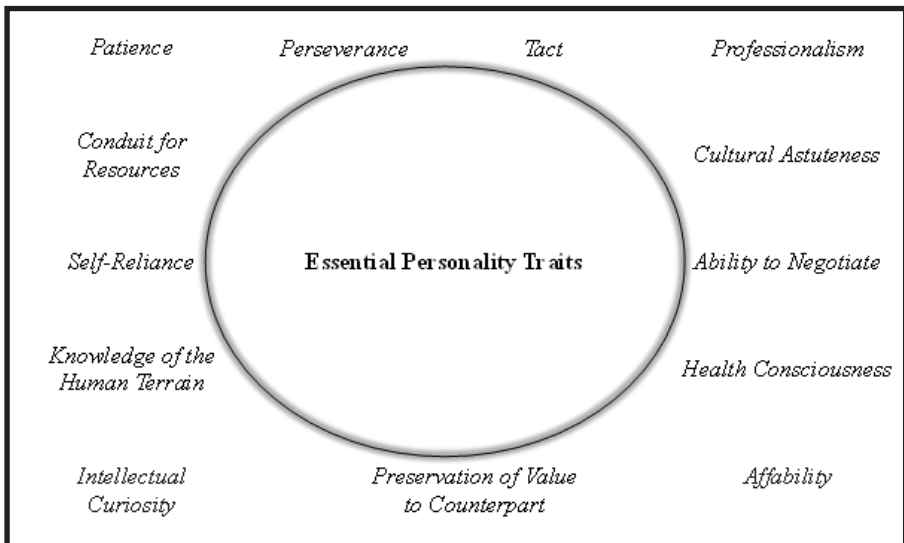 Patience Perseverance Tact Professionalism
Conduit for
Resources
Cultural Astuteness
Self-Reliance
Essential Personality Traits
Ability to Negotiate
Knowledge of the
Human Terrain
Health Consciousness
Intellectual
Curiosity
Preservation of Value
to Counterpart
Affability